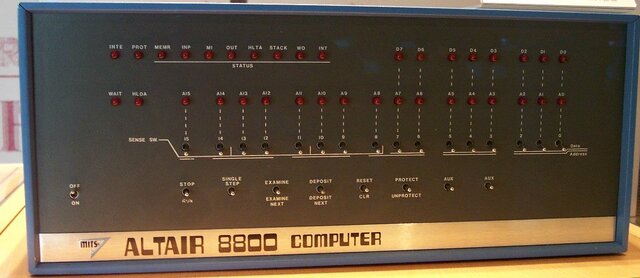 INTE PROT MEMR INP MI OUT HLTA STACK WO INT D7 D6 D5 D4 D3 D2 D1 D0
STATUS
WAIT HLDA A15 A14 A13 A12 A11 A10 A9 A8 A7 A6 A5 A4 A3 A2 A1 A0
SENSE SW. 15 14 13 12 11 10 9 8 7 6 5 4 3 2 1 0
Data
Address
OFF STOP SINGLE STEP EXAMINE DEPOSIT RESET PROTECT AUX AUX
ON RUN EXAMINE NEXT DEPOSIT NEXT CLR UNPROTECT
mits ALTAIR 8800 COMPUTER